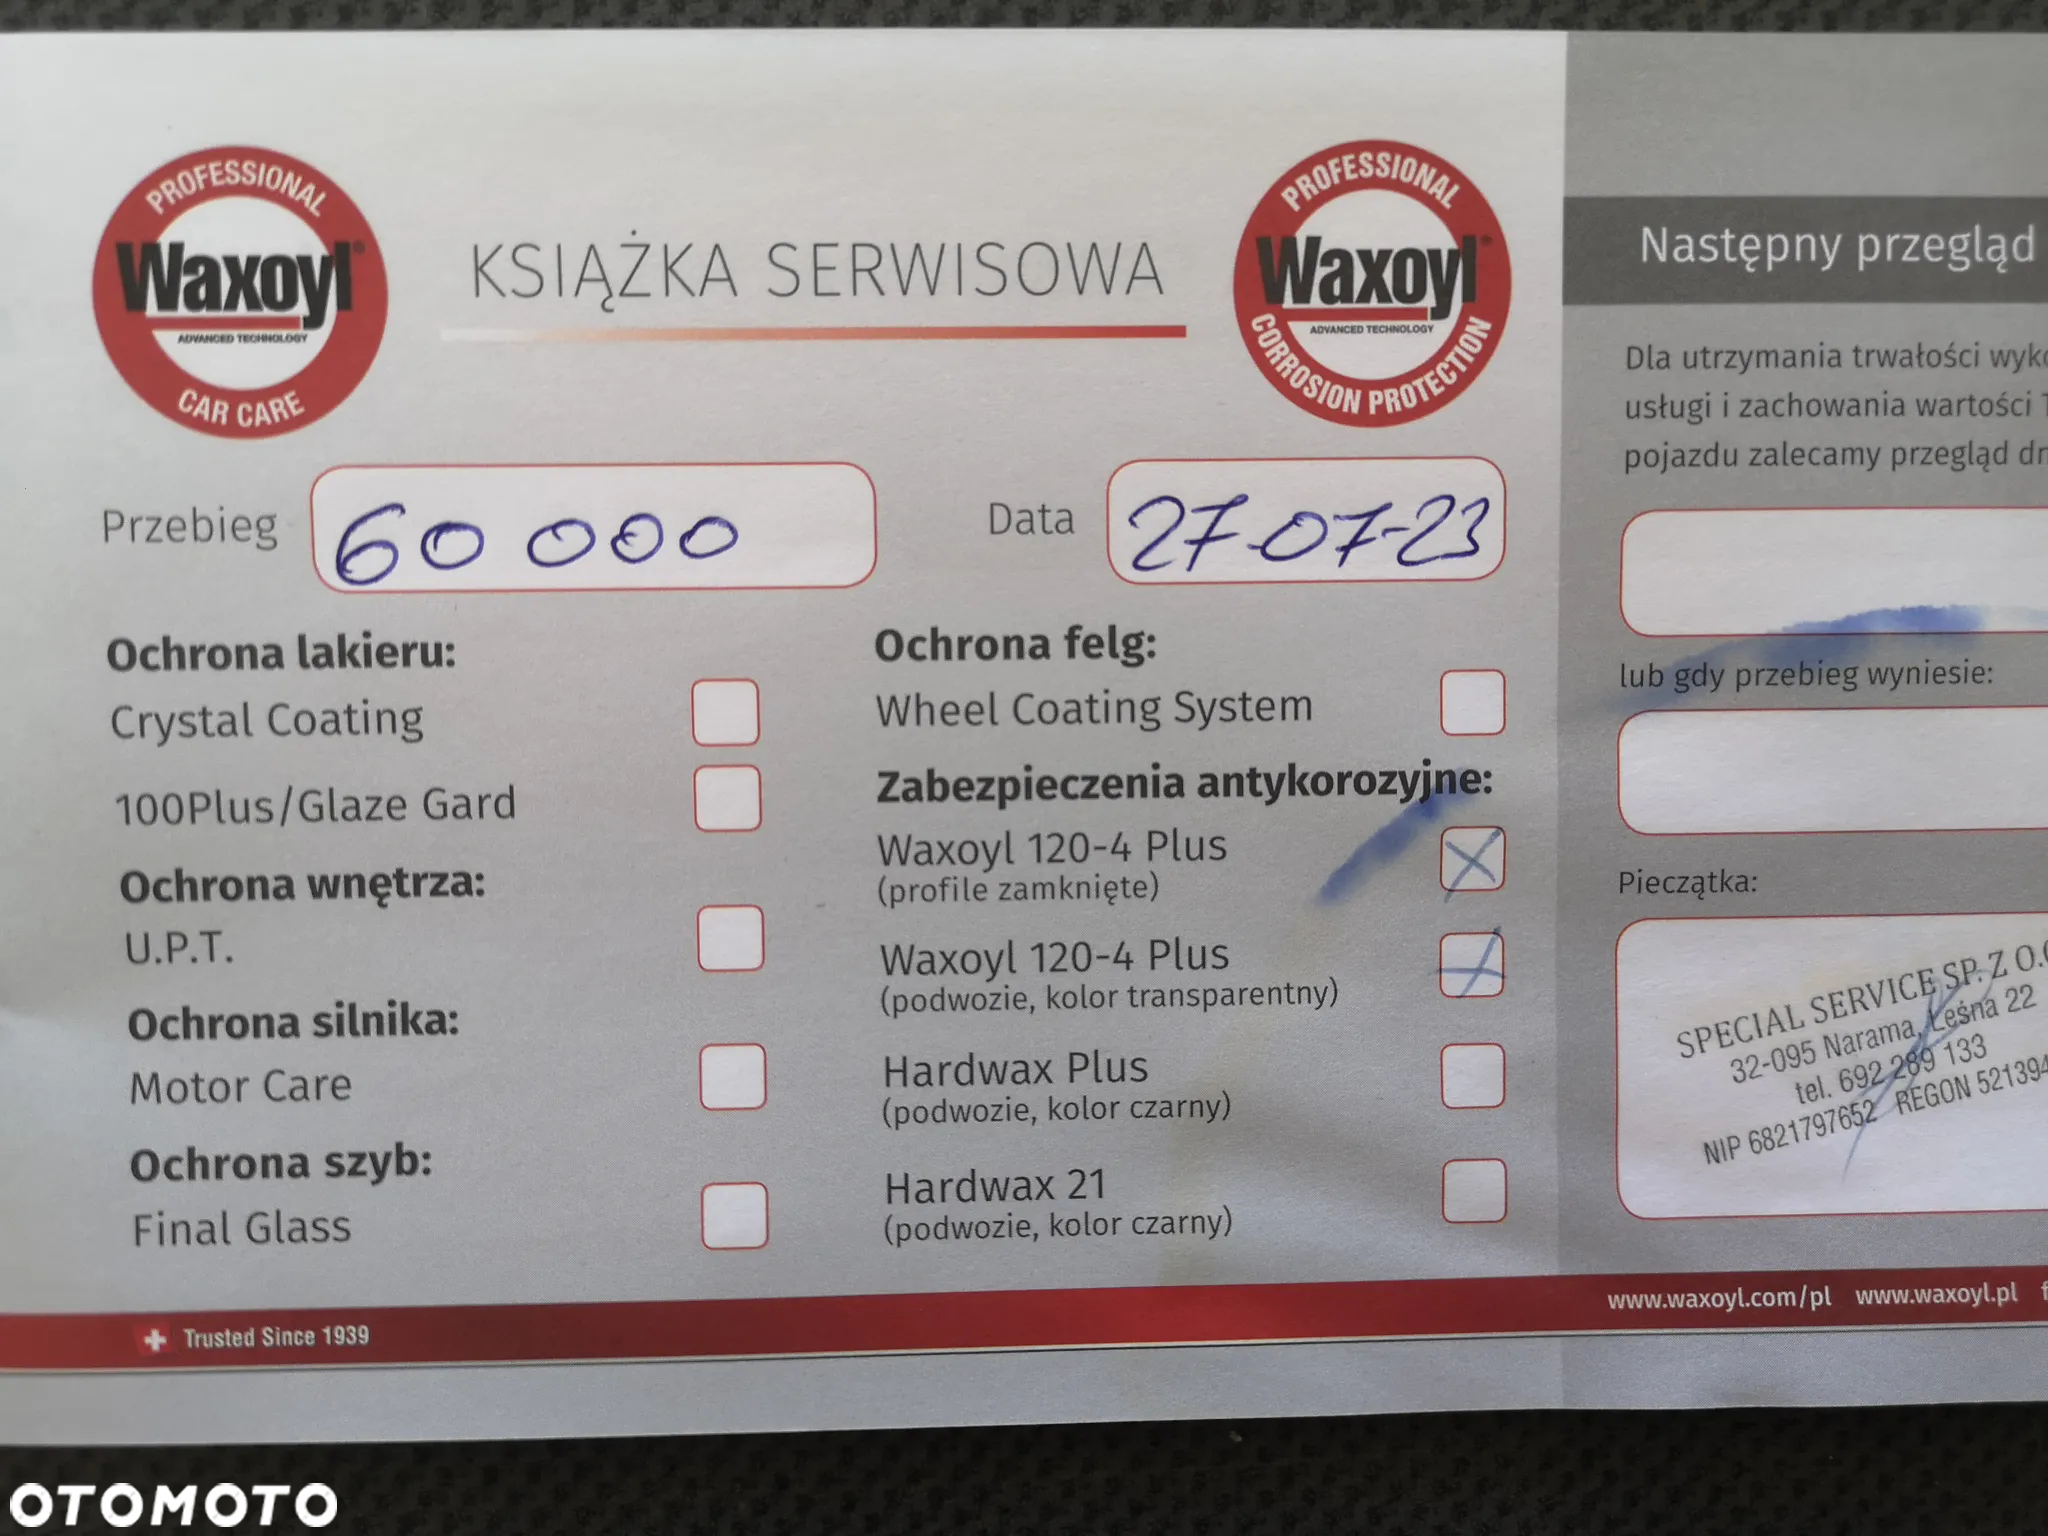 PROFESSIONAL
Waxoyl®
ADVANCED TECHNOLOGY
CAR CARE
KSIĄŻKA SERWISOWA
PROFESSIONAL
Waxoyl®
ADVANCED TECHNOLOGY
CORROSION PROTECTION
Przebieg 60 000
Data 27-07-23
Ochrona lakieru:
Crystal Coating
100Plus/Glaze Gard
Ochrona wnętrza:
U.P.T.
Ochrona silnika:
Motor Care
Ochrona szyb:
Final Glass
Ochrona felg:
Wheel Coating System
Zabezpieczenia antykorozyjne:
Waxoyl 120-4 Plus
(profile zamknięte)
Waxoyl 120-4 Plus
(podwozie, kolor transparentny)
Hardwax Plus
(podwozie, kolor czarny)
Hardwax 21
(podwozie, kolor czarny)
Następny przegląd
Dla utrzymania trwałości
usługi i zachowania wartości
pojazdu zalecamy przegląd
lub gdy przebieg wyniesie:
Pieczątka:
SPECIAL SERVICE SP. Z O.O
32-095 Narama, Leśna 22
tel. 692 289 133
NIP 6821797652 REGON 521394
Trusted Since 1939
www.waxoyl.com/pl www.waxoyl.pl
OTOMOTO